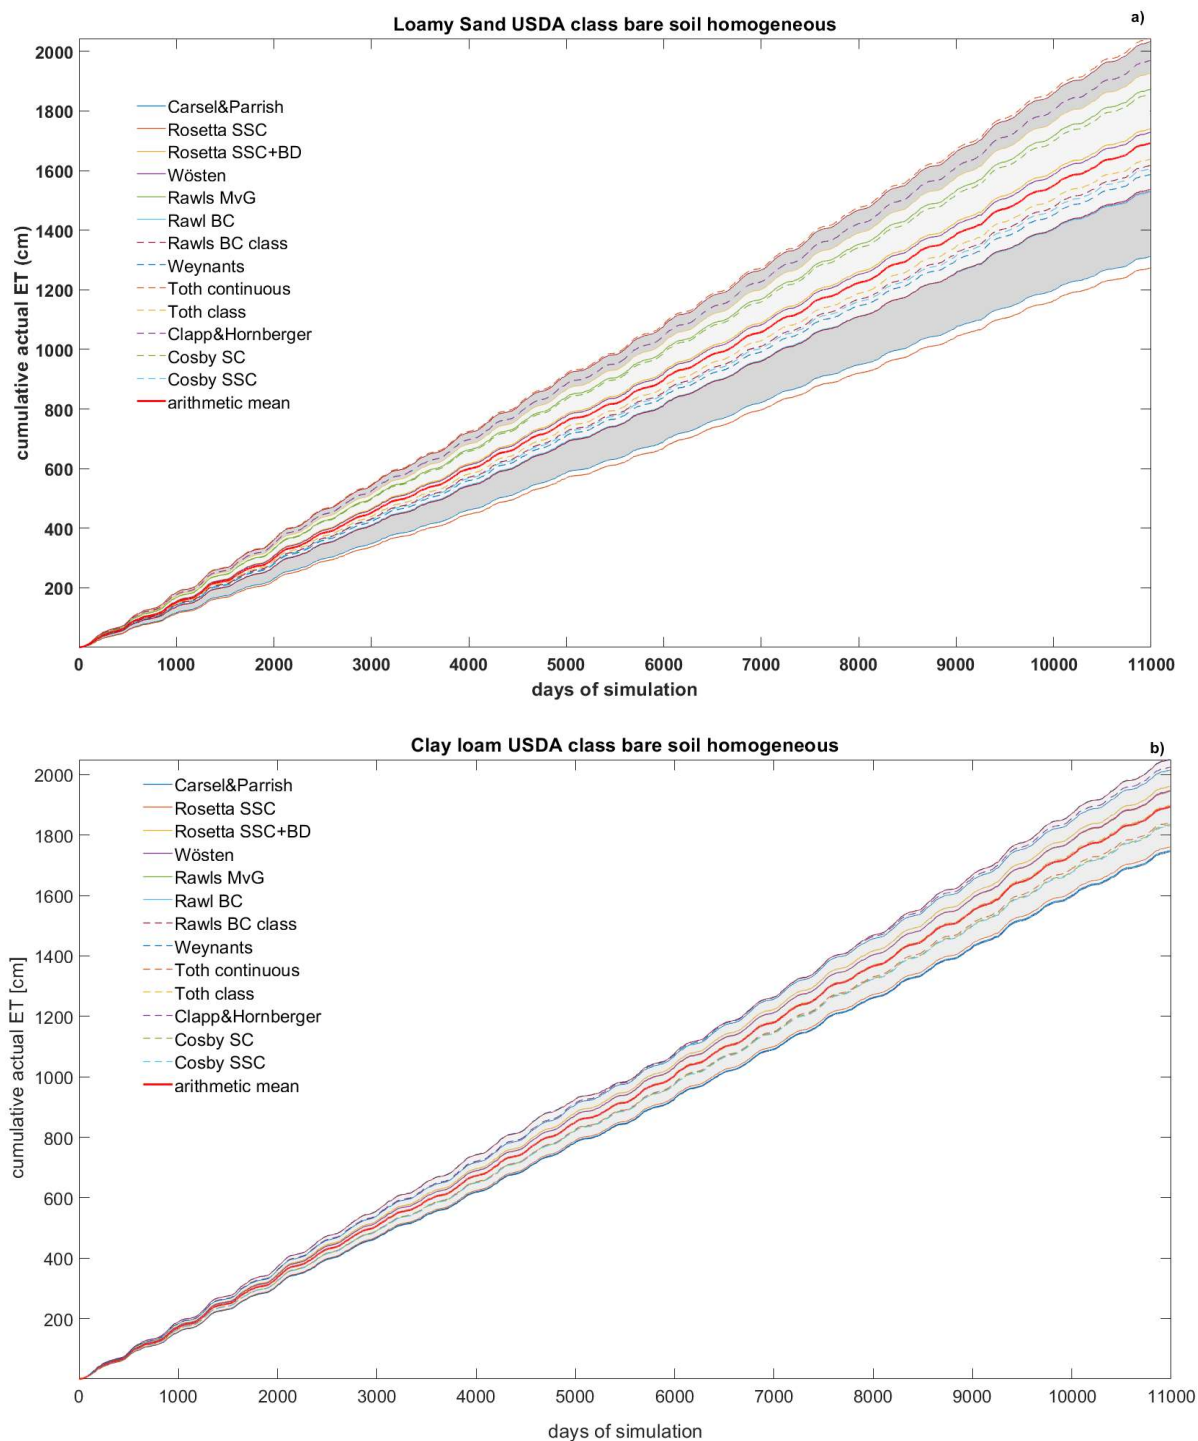 Loamy Sand USDA class bare soil homogeneous
a)
cumulative actual ET (cm)
2000
1800
1600
1400
1200
1000
800
600
400
200
Carsel&Parrish
Rosetta SSC
Rosetta SSC+BD
Wösten
Rawls MvG
Rawl BC
Rawls BC class
Weynants
Toth continuous
Toth class
Clapp&Hornberger
Cosby SC
Cosby SSC
arithmetic mean
0 1000 2000 3000 4000 5000 6000 7000 8000 9000 10000 11000
days of simulation
Clay loam USDA class bare soil homogeneous
b)
cumulative actual ET [cm]
2000
1800
1600
1400
1200
1000
800
600
400
200
Carsel&Parrish
Rosetta SSC
Rosetta SSC+BD
Wösten
Rawls MvG
Rawl BC
Rawls BC class
Weynants
Toth continuous
Toth class
Clapp&Hornberger
Cosby SC
Cosby SSC
arithmetic mean
0 1000 2000 3000 4000 5000 6000 7000 8000 9000 10000 11000
days of simulation